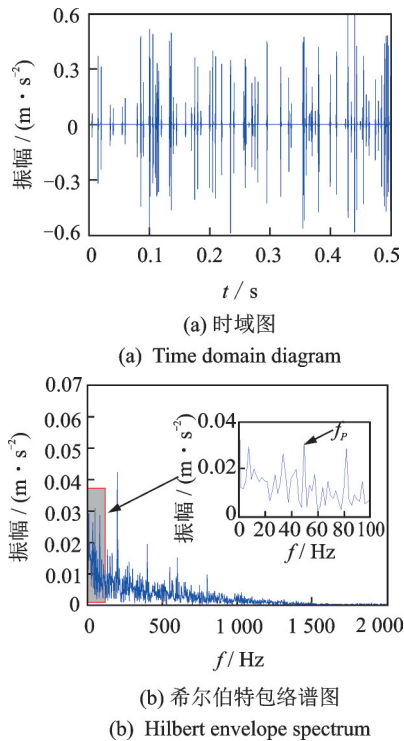 0.6
0.3
0
−0.3
−0.6
振幅 / (m·s⁻²)
0 0.1 0.2 0.3 0.4 0.5
t / s
(a) 时域图
(a) Time domain diagram
0.07
0.06
0.05
0.04
0.03
0.02
0.01
0
振幅 / (m·s⁻²)
0.04
0.02
0
振幅 / (m·s⁻²)
f_P
0 20 40 60 80 100
f / Hz
0 500 1 000 1 500 2 000
f / Hz
(b) 希尔伯特包络谱图
(b) Hilbert envelope spectrum